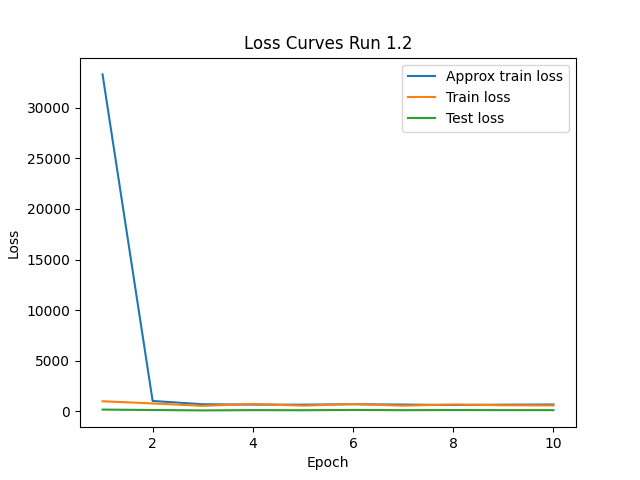 Loss Curves Run 1.2
Approx train loss
Train loss
Test loss
30000
25000
20000
15000
10000
5000
0
Loss
2 4 6 8 10
Epoch